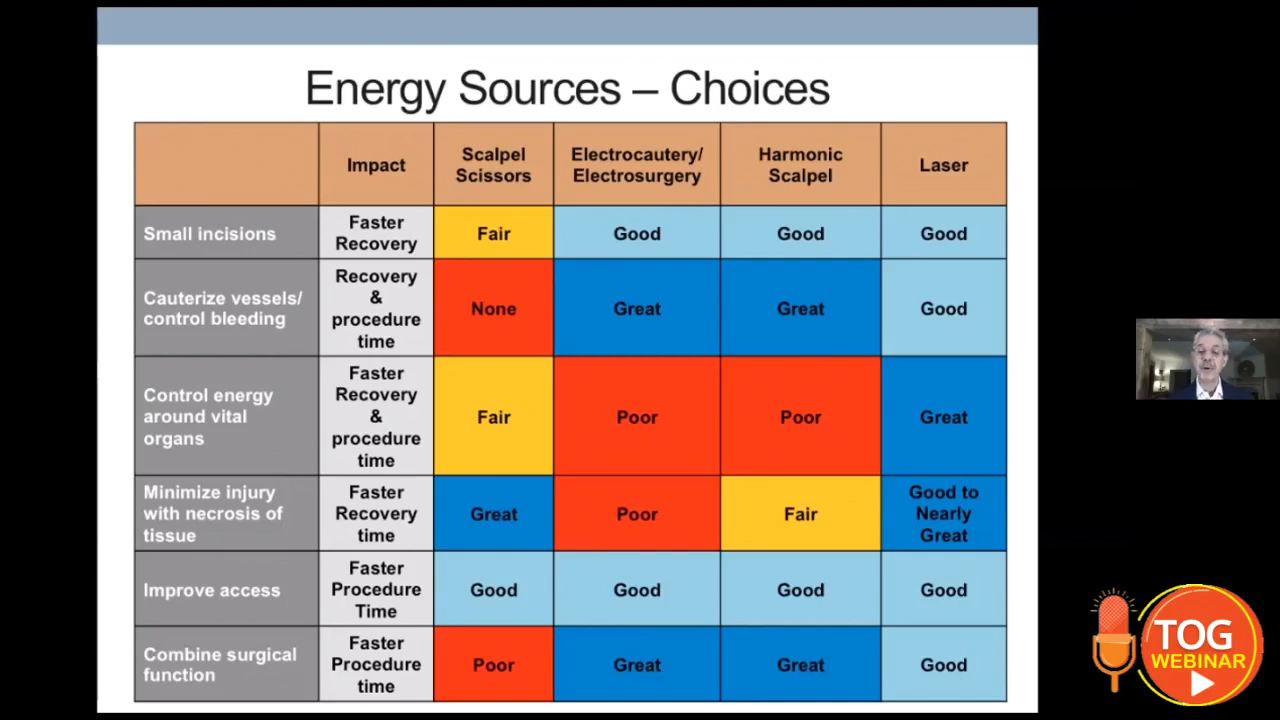 Energy Sources – Choices
Impact
Scalpel
Scissors
Electrocautery/
Electrosurgery
Harmonic
Scalpel
Laser
Small incisions
Faster
Recovery
Fair
Good
Good
Good
Cauterize vessels/
control bleeding
Recovery
&
procedure
time
None
Great
Great
Good
Control energy
around vital
organs
Faster
Recovery
&
procedure
time
Fair
Poor
Poor
Great
Minimize injury
with necrosis of
tissue
Faster
Recovery
time
Great
Poor
Fair
Good to
Nearly
Great
Improve access
Faster
Procedure
Time
Good
Good
Good
Good
Combine surgical
function
Faster
Procedure
time
Poor
Great
Great
Good
TOG
WEBINAR